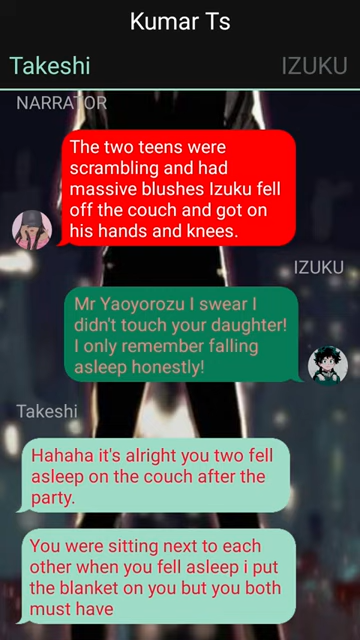 Kumar Ts
Takeshi
IZUKU
NARRATOR
The two teens were
scrambling and had
massive blushes Izuku fell
off the couch and got on
his hands and knees.
IZUKU
Mr Yaoyorozu I swear I
didn't touch your daughter!
I only remember falling
asleep honestly!
Takeshi
Hahaha it's alright you two fell
asleep on the couch after the
party.
You were sitting next to each
other when you fell asleep i put
the blanket on you but you both
must have